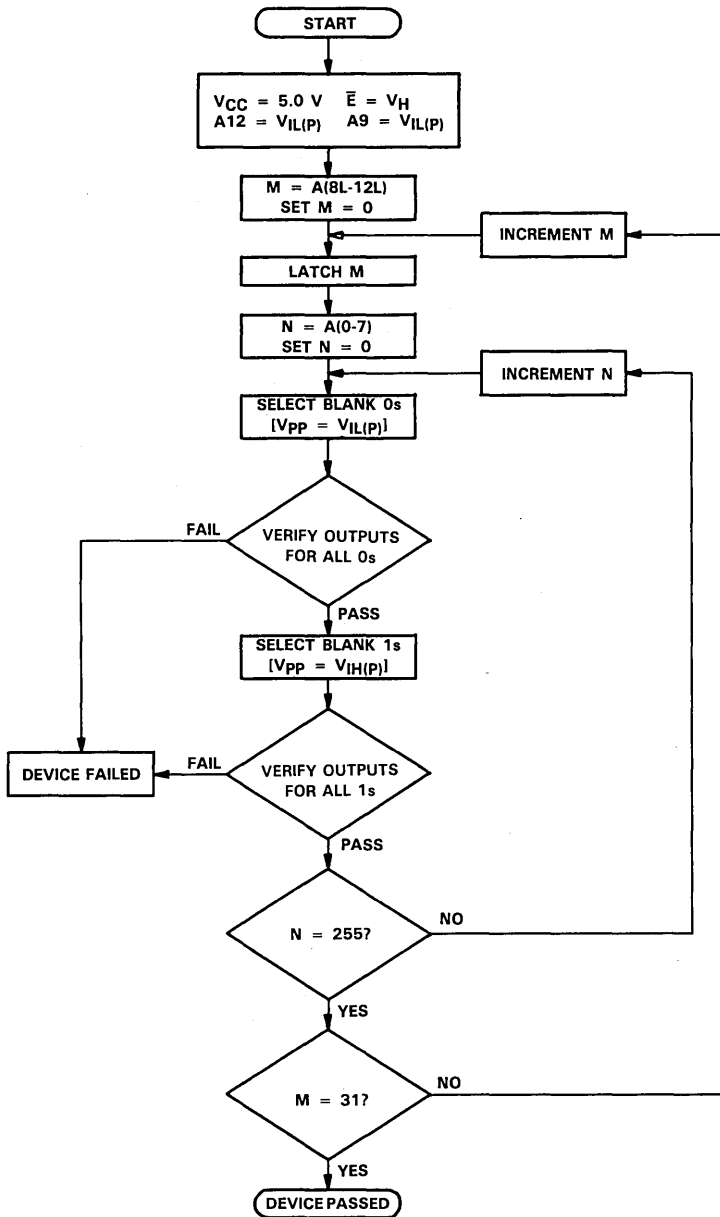 START
VCC = 5.0 V E̅ = VH
A12 = VIL(P) A9 = VIL(P)
M = A(8L-12L)
SET M = 0
INCREMENT M
LATCH M
N = A(0-7)
SET N = 0
INCREMENT N
SELECT BLANK 0s
[VPP = VIL(P)]
FAIL
VERIFY OUTPUTS
FOR ALL 0s
PASS
SELECT BLANK 1s
[VPP = VIH(P)]
DEVICE FAILED
FAIL
VERIFY OUTPUTS
FOR ALL 1s
PASS
N = 255?
NO
YES
M = 31?
NO
YES
DEVICE PASSED